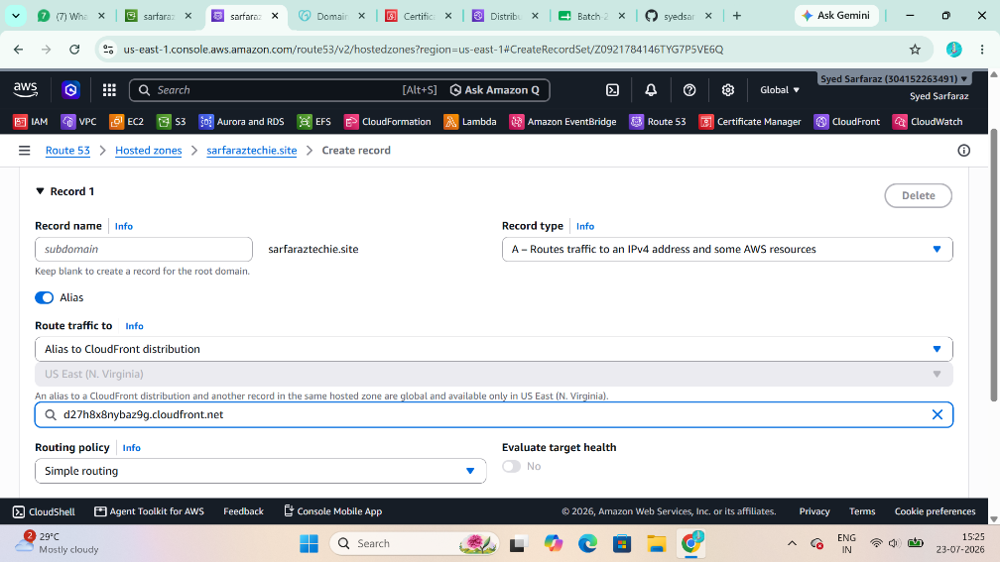 (7) Wha
sarfara
sarfaraz
Domain
Certific
Distribu
Batch-2
syedsar
Ask Gemini
us-east-1.console.aws.amazon.com/route53/v2/hostedzones?region=us-east-1#CreateRecordSet/Z0921784146TYG7P5VE6Q
aws
Search
[Alt+S]
Ask Amazon Q
Global
Syed Sarfaraz (304152263491)
Syed Sarfaraz
IAM
VPC
EC2
S3
Aurora and RDS
EFS
CloudFormation
Lambda
Amazon EventBridge
Route 53
Certificate Manager
CloudFront
CloudWatch
Route 53 > Hosted zones > sarfaraztechie.site > Create record
Record 1
Delete
Record name
Info
subdomain
sarfaraztechie.site
Keep blank to create a record for the root domain.
Record type
Info
A – Routes traffic to an IPv4 address and some AWS resources
Alias
Route traffic to
Info
Alias to CloudFront distribution
US East (N. Virginia)
An alias to a CloudFront distribution and another record in the same hosted zone are global and available only in US East (N. Virginia).
d27h8x8nybaz9g.cloudfront.net
Routing policy
Info
Simple routing
Evaluate target health
No
CloudShell
Agent Toolkit for AWS
Feedback
Console Mobile App
© 2026, Amazon Web Services, Inc. or its affiliates.
Privacy
Terms
Cookie preferences
2
29°C
Mostly cloudy
Search
ENG
IN
15:25
23-07-2026